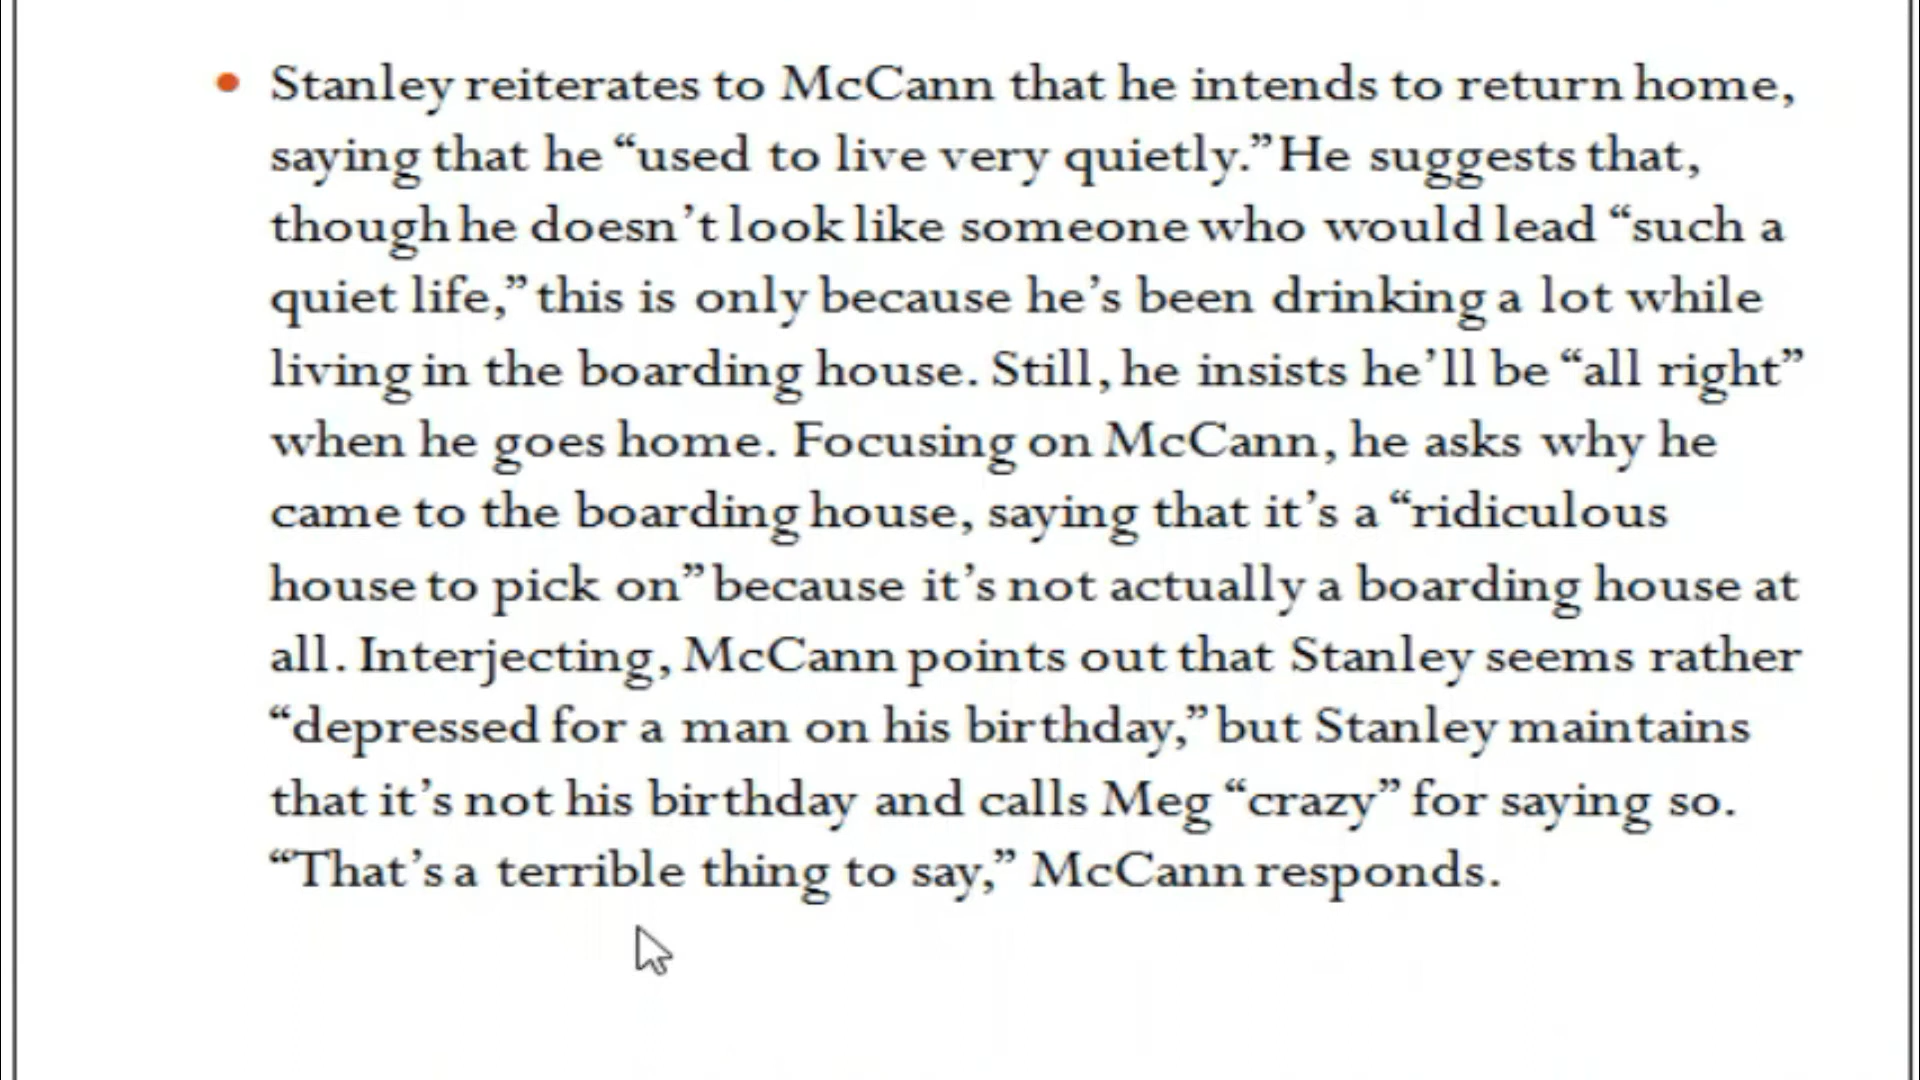 • Stanley reiterates to McCann that he intends to return home,
saying that he “used to live very quietly.” He suggests that,
though he doesn’t look like someone who would lead “such a
quiet life,” this is only because he’s been drinking a lot while
living in the boarding house. Still, he insists he’ll be “all right”
when he goes home. Focusing on McCann, he asks why he
came to the boarding house, saying that it’s a “ridiculous
house to pick on” because it’s not actually a boarding house at
all. Interjecting, McCann points out that Stanley seems rather
“depressed for a man on his birthday,” but Stanley maintains
that it’s not his birthday and calls Meg “crazy” for saying so.
“That’s a terrible thing to say,” McCann responds.